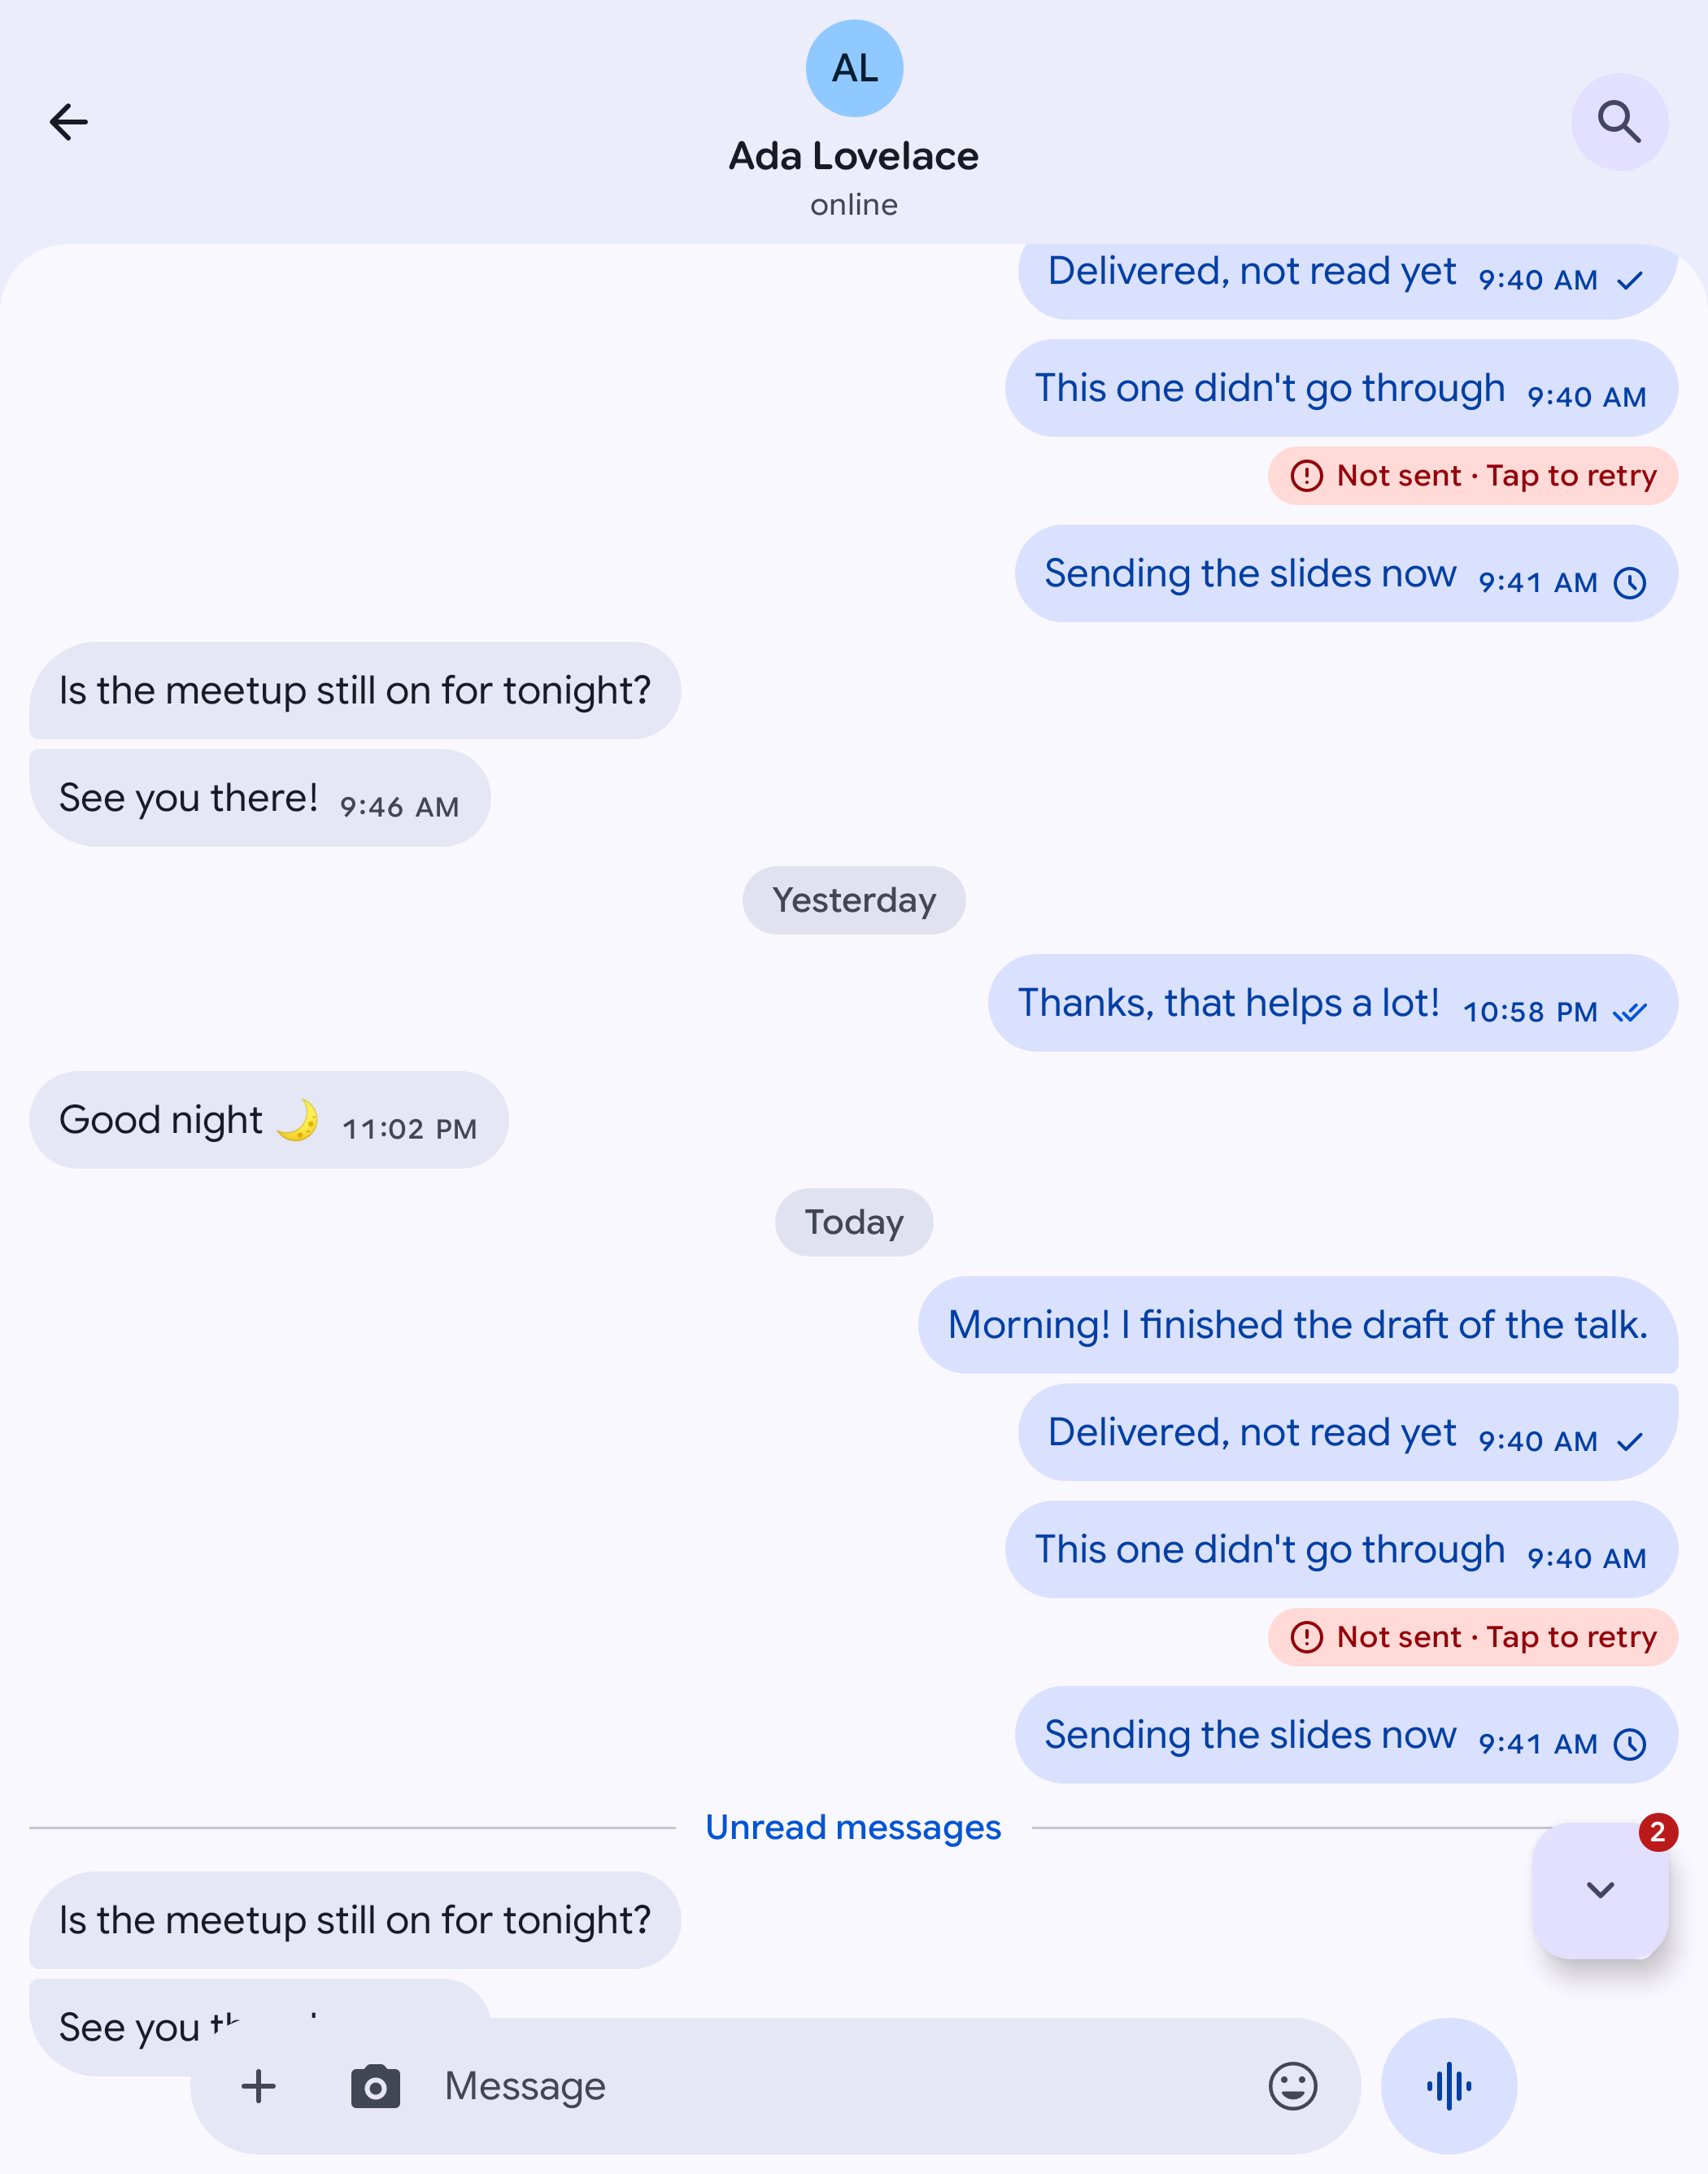 AL
Ada Lovelace
online
Delivered, not read yet 9:40 AM
This one didn't go through 9:40 AM
Not sent · Tap to retry
Sending the slides now 9:41 AM
Is the meetup still on for tonight?
See you there! 9:46 AM
Yesterday
Thanks, that helps a lot! 10:58 PM
Good night 🌙 11:02 PM
Today
Morning! I finished the draft of the talk.
Delivered, not read yet 9:40 AM
This one didn't go through 9:40 AM
Not sent · Tap to retry
Sending the slides now 9:41 AM
Unread messages
2
Is the meetup still on for tonight?
See you
Message